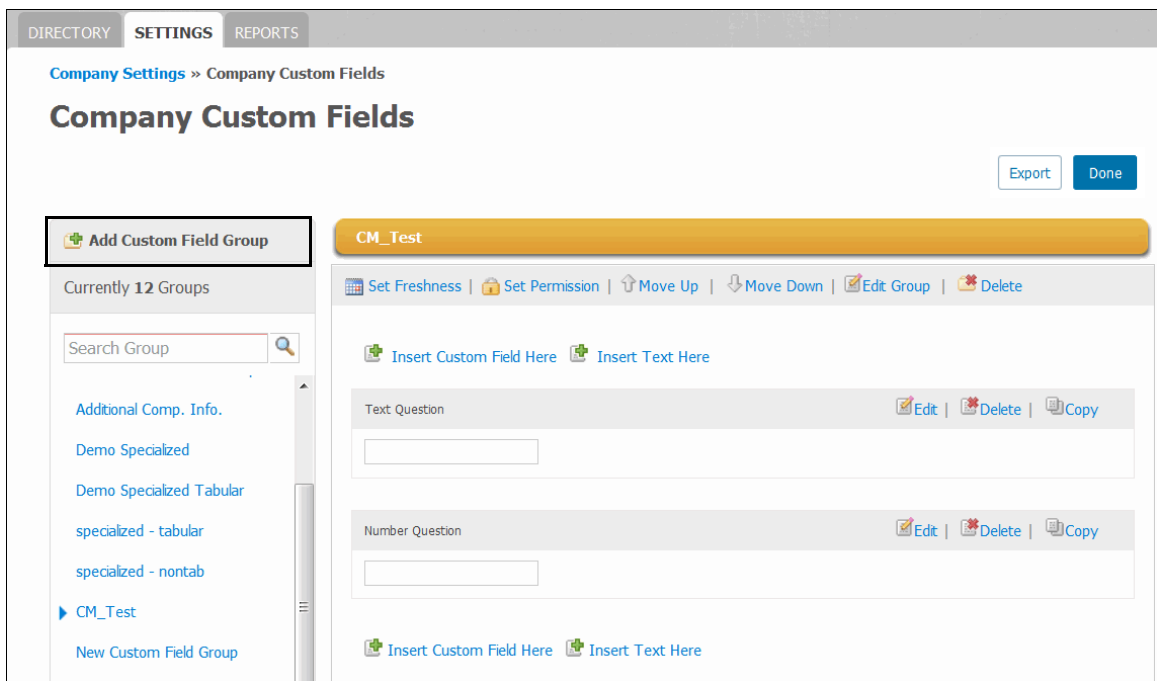 DIRECTORY SETTINGS REPORTS
Company Settings » Company Custom Fields
Company Custom Fields
Export Done
Add Custom Field Group
Currently 12 Groups
Search Group
Additional Comp. Info.
Demo Specialized
Demo Specialized Tabular
specialized - tabular
specialized - nontab
CM_Test
New Custom Field Group
CM_Test
Set Freshness | Set Permission | Move Up | Move Down | Edit Group | Delete
Insert Custom Field Here Insert Text Here
Text Question Edit | Delete | Copy
Number Question Edit | Delete | Copy
Insert Custom Field Here Insert Text Here